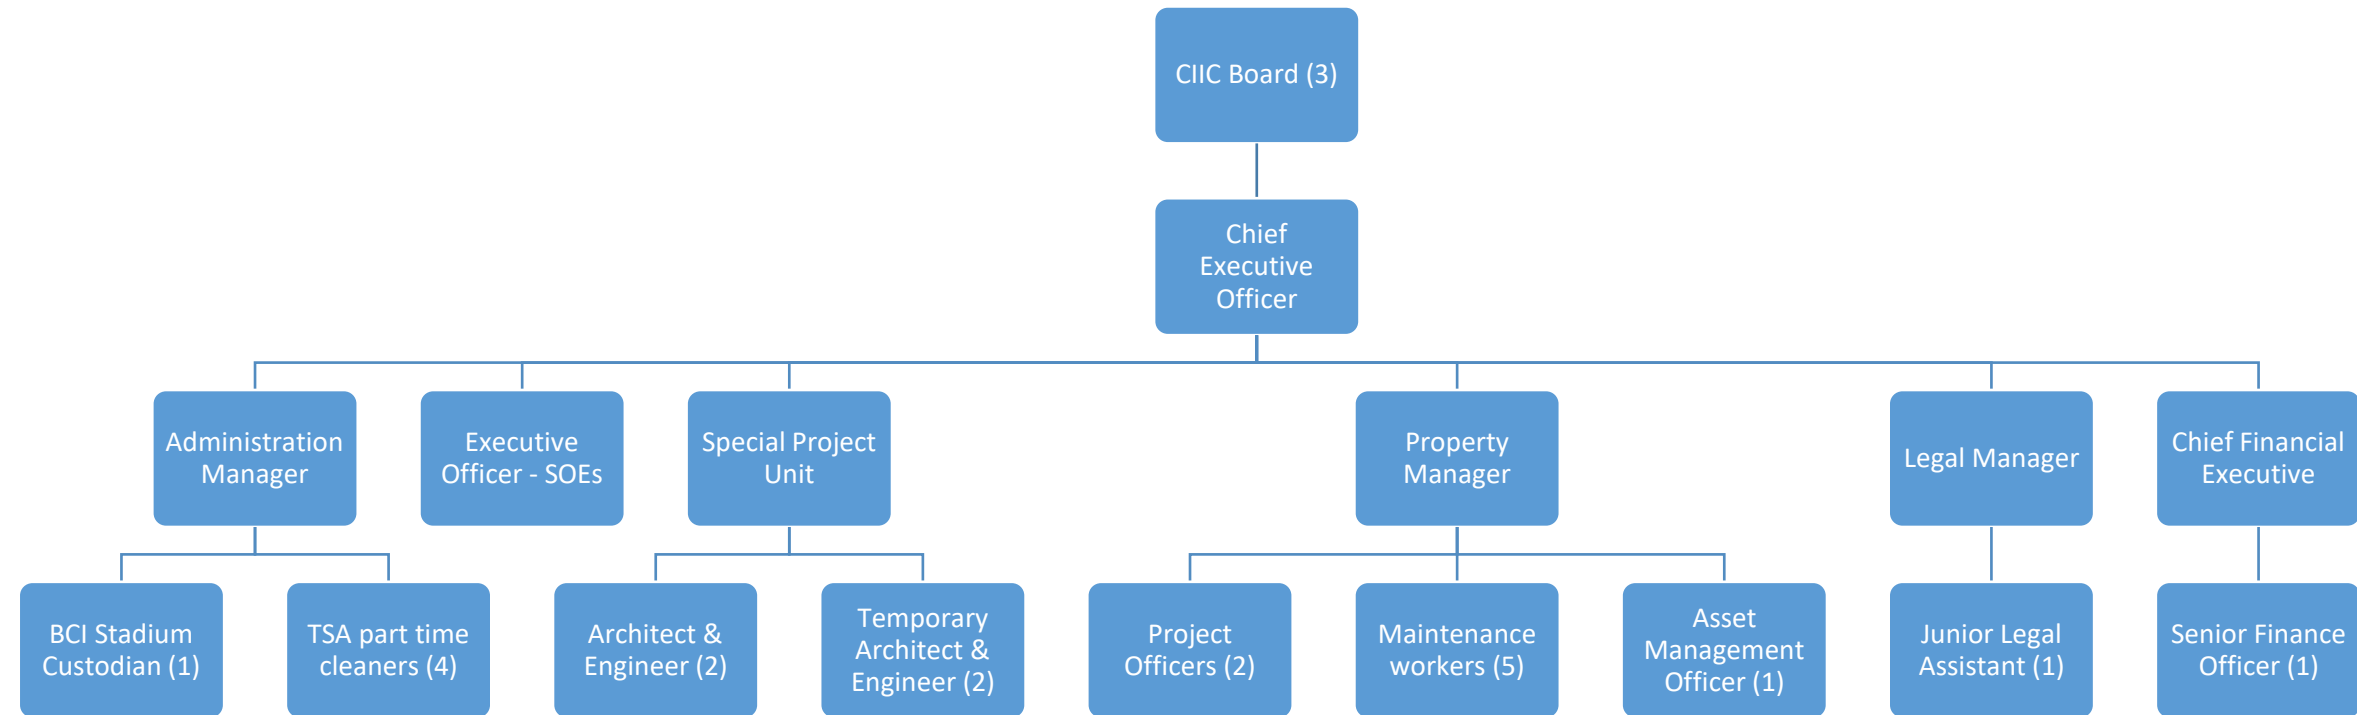 CIIC Board (3)
Chief
Executive
Officer
Administration
Manager
Executive
Officer - SOEs
Special Project
Unit
Property
Manager
Legal Manager
Chief Financial
Executive
BCI Stadium
Custodian (1)
TSA part time
cleaners (4)
Architect &
Engineer (2)
Temporary
Architect &
Engineer (2)
Project
Officers (2)
Maintenance
workers (5)
Asset
Management
Officer (1)
Junior Legal
Assistant (1)
Senior Finance
Officer (1)